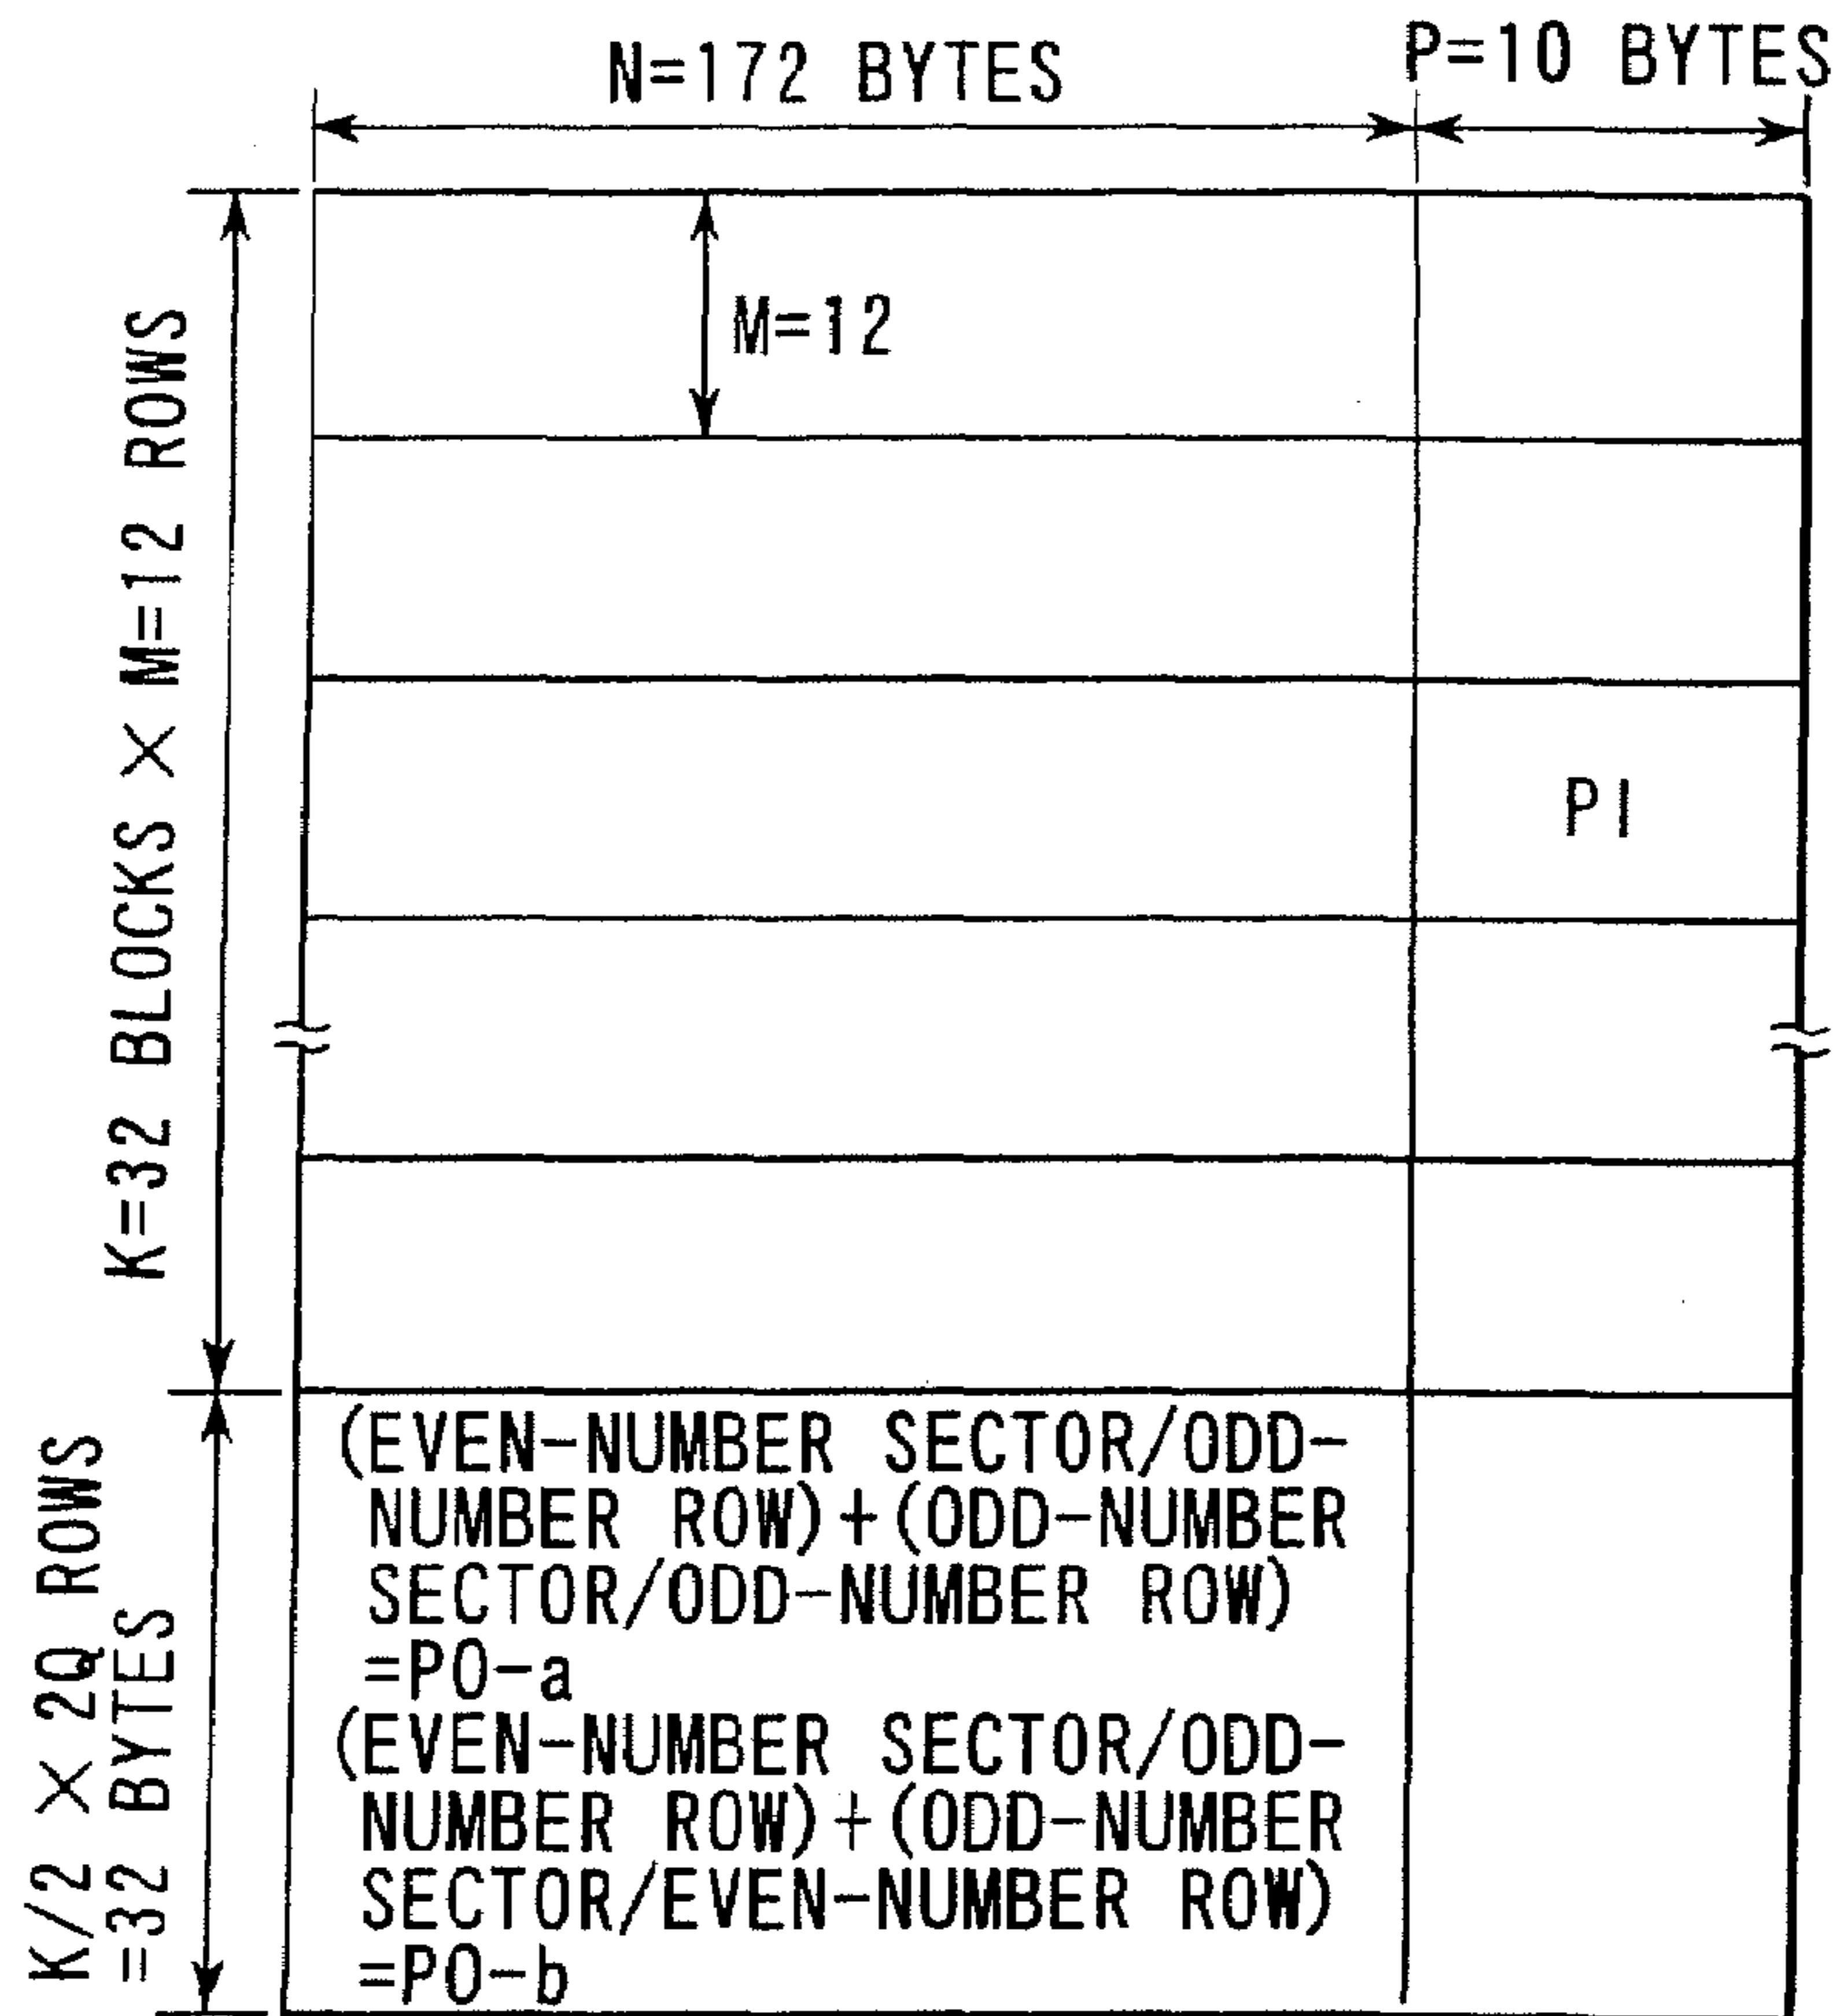 N=172 BYTES
P=10 BYTES
M=12
K=32 BLOCKS × M=12 ROWS
PI
K/2 × 2Q ROWS
=32 BYTES
(EVEN-NUMBER SECTOR/ODD-
NUMBER ROW)+(ODD-NUMBER
SECTOR/ODD-NUMBER ROW)
=PO-a
(EVEN-NUMBER SECTOR/ODD-
NUMBER ROW)+(ODD-NUMBER
SECTOR/EVEN-NUMBER ROW)
=PO-b